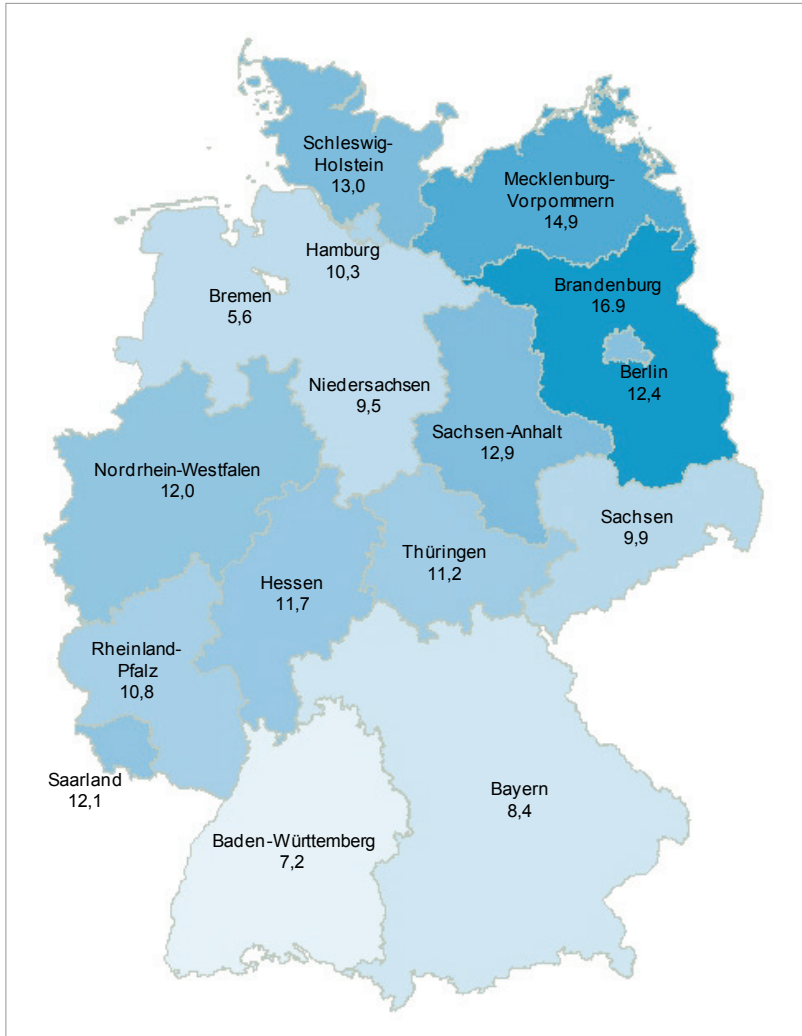 Schleswig-
Holstein
13,0
Mecklenburg-
Vorpommern
14,9
Hamburg
10,3
Bremen
5,6
Brandenburg
16.9
Berlin
12,4
Niedersachsen
9,5
Sachsen-Anhalt
12,9
Nordrhein-Westfalen
12,0
Sachsen
9,9
Thüringen
11,2
Hessen
11,7
Rheinland-
Pfalz
10,8
Saarland
12,1
Bayern
8,4
Baden-Württemberg
7,2